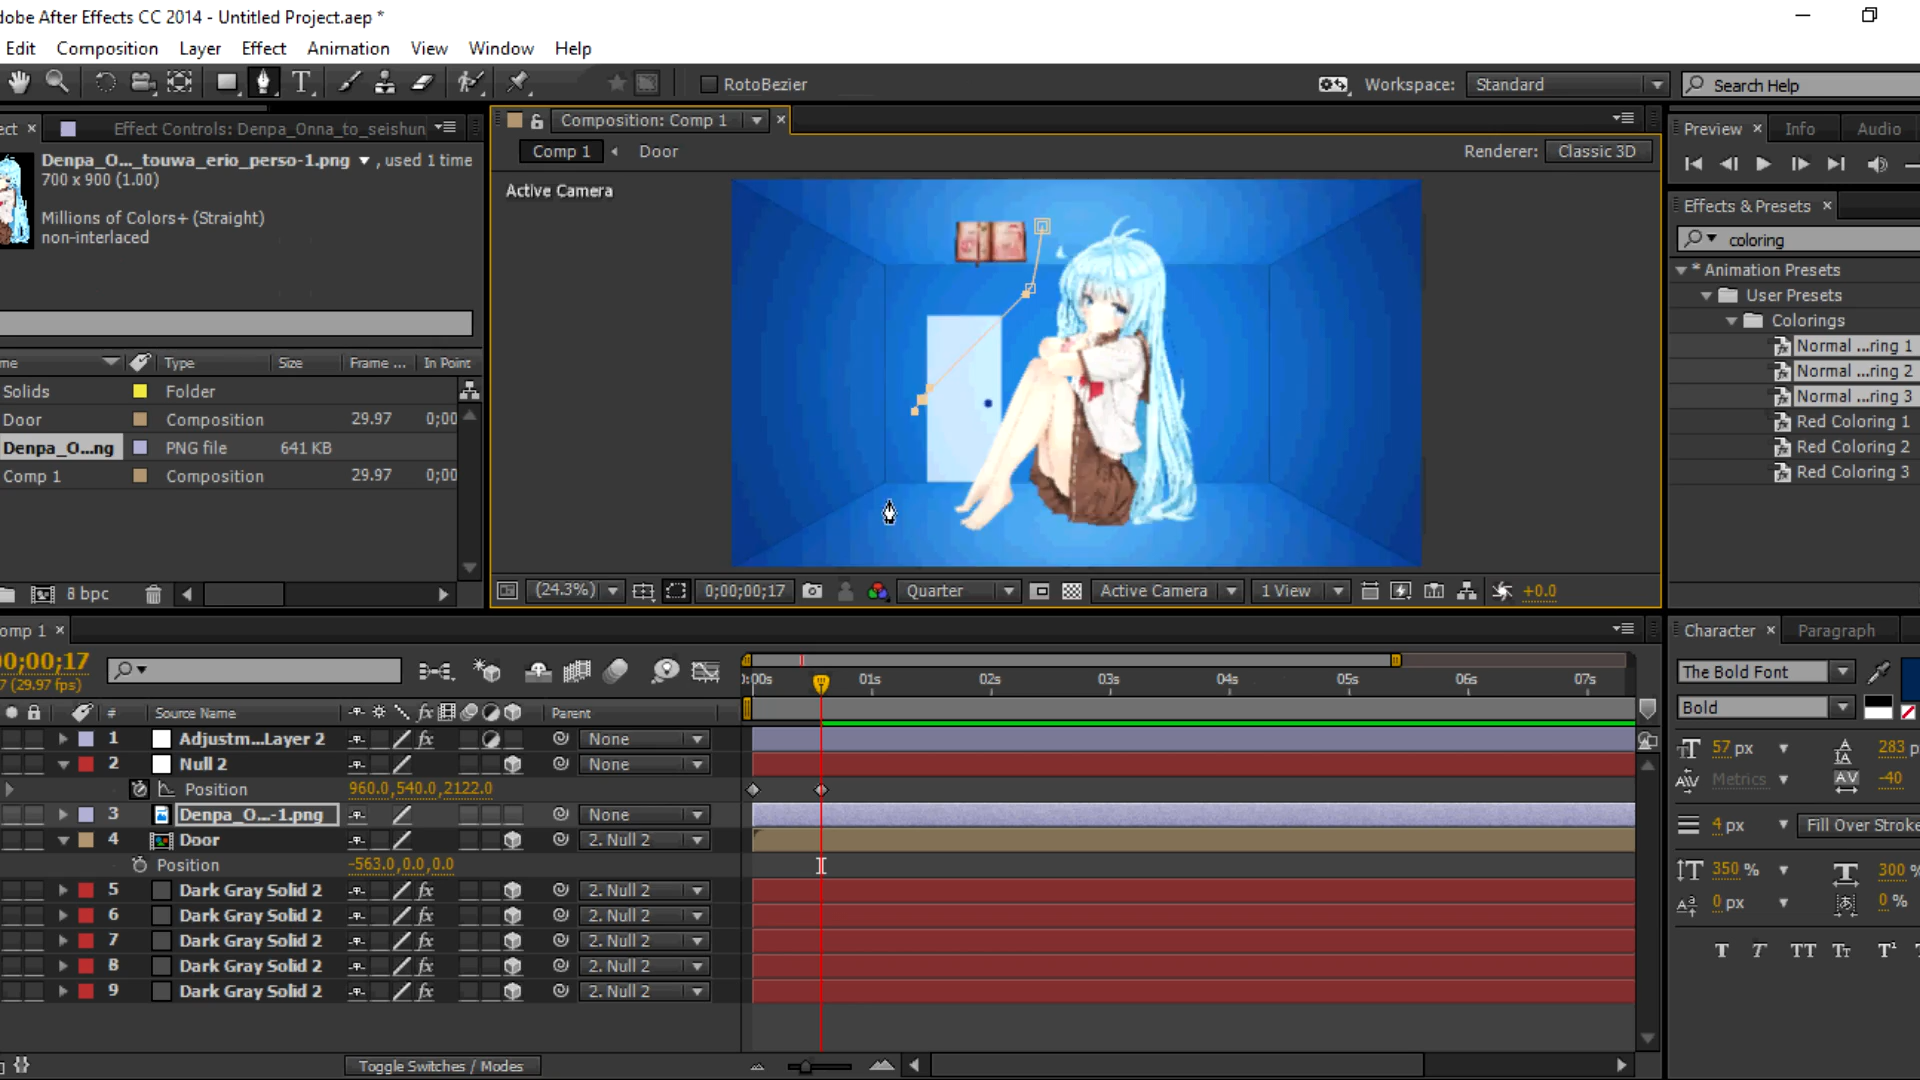 dobe After Effects CC 2014 - Untitled Project.aep *
Edit Composition Layer Effect Animation View Window Help
RotoBezier
Workspace: Standard
Search Help
ect × Effect Controls: Denpa_Onna_to_seishun
Composition: Comp 1
Preview × Info Audio
Denpa_O..._touwa_erio_perso-1.png ▼ , used 1 time
700 x 900 (1.00)
Millions of Colors+ (Straight)
non-interlaced
Comp 1 Door
Renderer: Classic 3D
Active Camera
Effects & Presets ×
coloring
* Animation Presets
User Presets
Colorings
Normal ...ring 1
Normal ...ring 2
Normal ...ring 3
Red Coloring 1
Red Coloring 2
Red Coloring 3
me Type Size Frame ... In Point
Solids Folder
Door Composition 29.97 0;00
Denpa_O...ng PNG file 641 KB
Comp 1 Composition 29.97 0;00
8 bpc
(24.3%) 0;00;00;17 Quarter Active Camera 1 View +0.0
omp 1 ×
00;00;17
7 (29.97 fps)
):00s 01s 02s 03s 04s 05s 06s 07s
# Source Name fx Parent
1 Adjustm...Layer 2 fx None
2 Null 2 None
Position 960.0,540.0,2122.0
3 Denpa_O...-1.png None
4 Door 2. Null 2
Position -563.0,0.0,0.0
5 Dark Gray Solid 2 fx 2. Null 2
6 Dark Gray Solid 2 fx 2. Null 2
7 Dark Gray Solid 2 fx 2. Null 2
8 Dark Gray Solid 2 fx 2. Null 2
9 Dark Gray Solid 2 fx 2. Null 2
Toggle Switches / Modes
Character × Paragraph
The Bold Font
Bold
57 px 283 p
Metrics -40
4 px Fill Over Stroke
350 % 300 %
0 px 0 %
T T TT Tt T¹